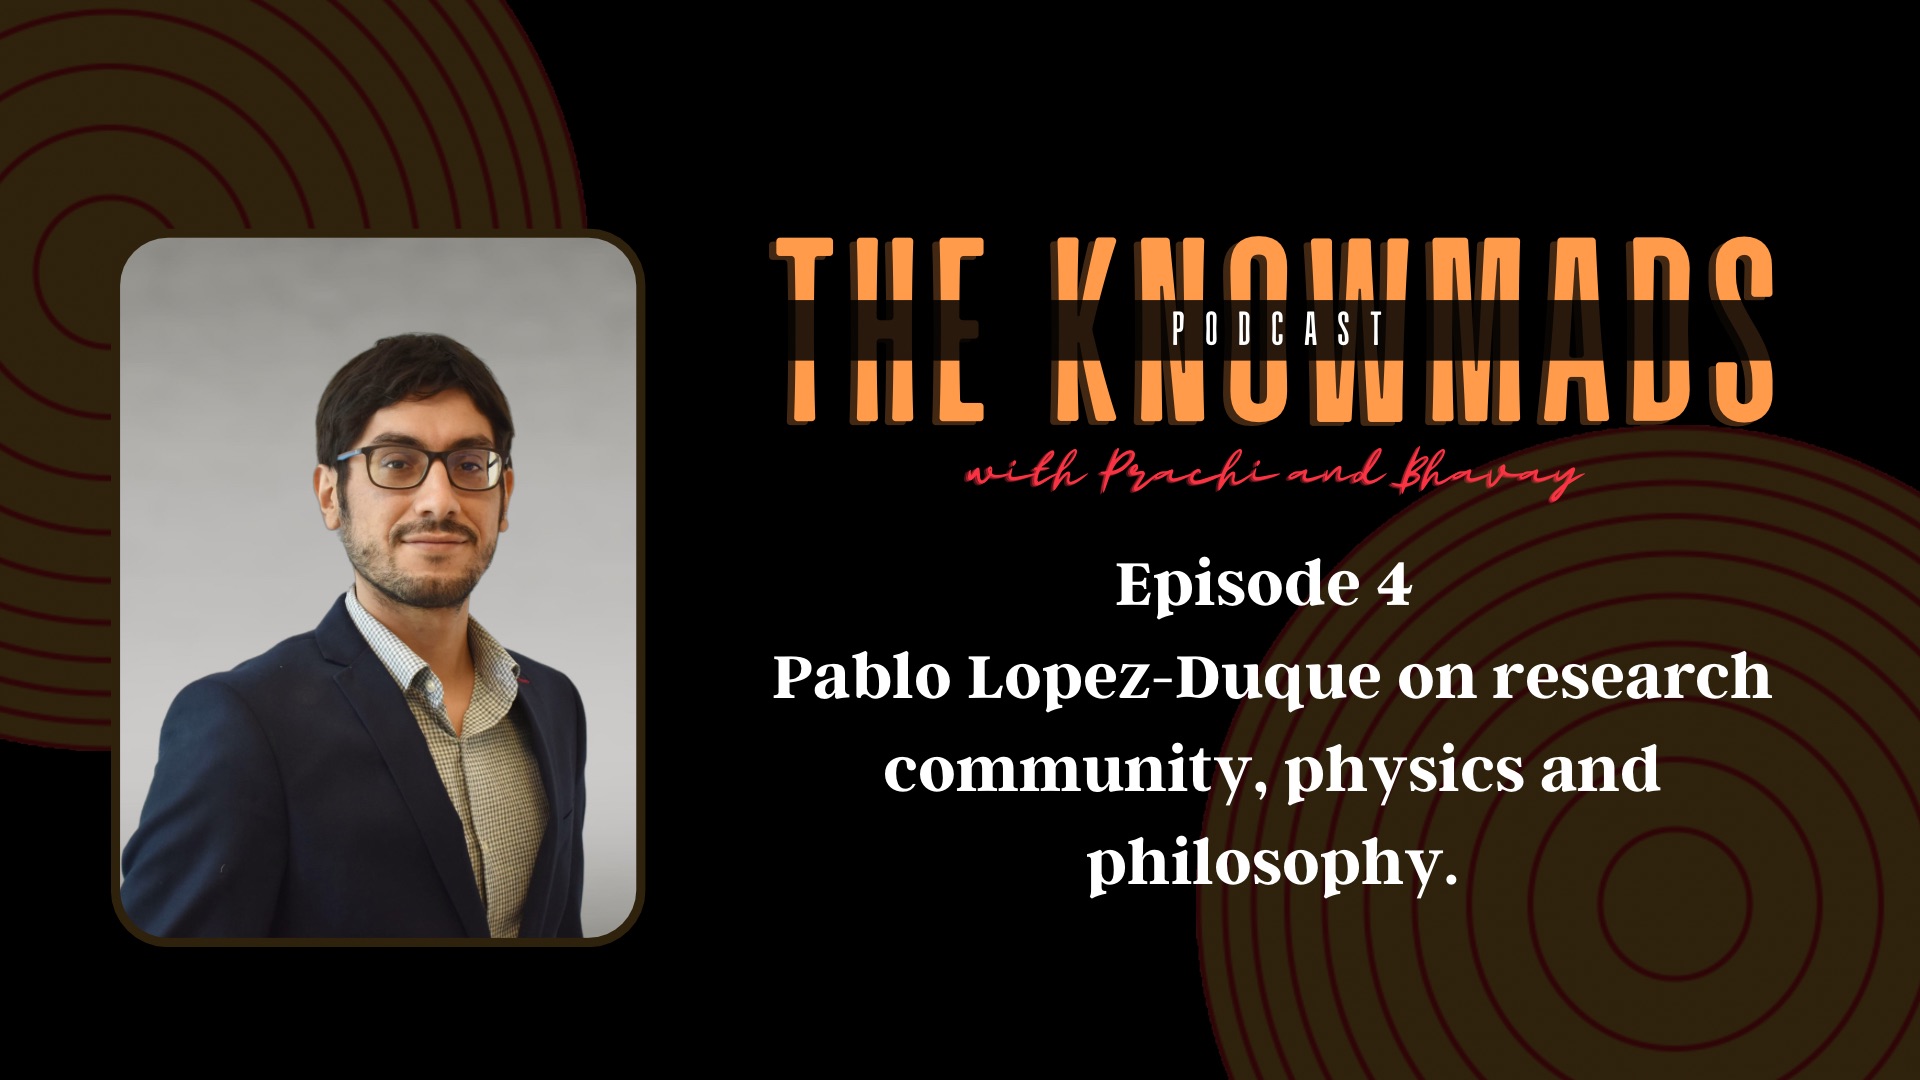 THE KNOWMADS
PODCAST
with Prachi and Bhavay
Episode 4
Pablo Lopez-Duque on research
community, physics and
philosophy.